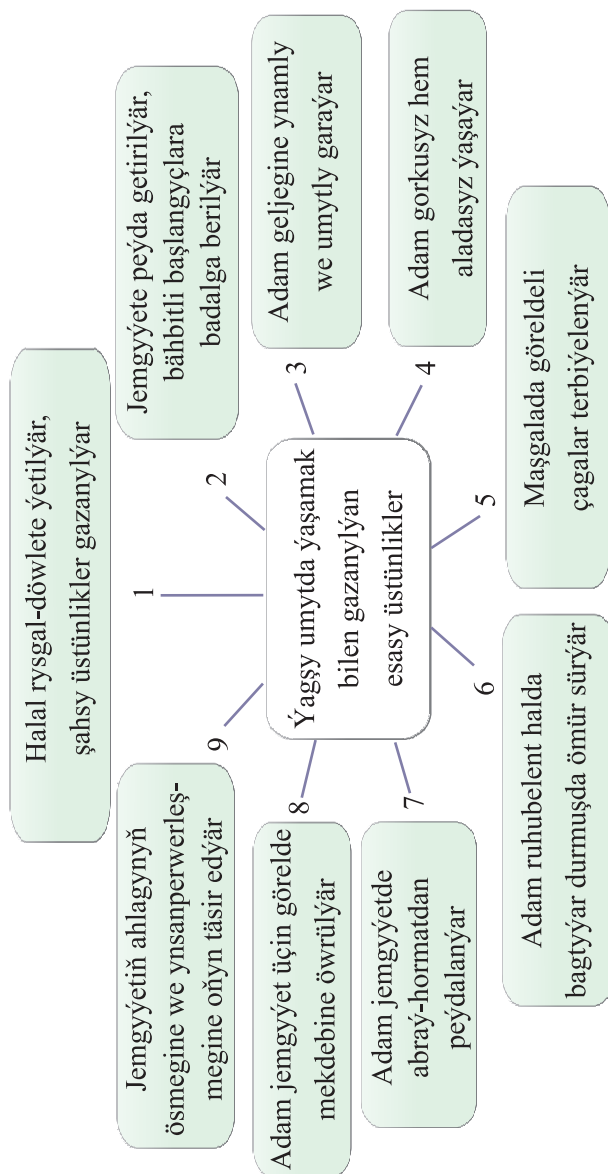 Halal rysgal-döwlete ýetilýär,
şahsy üstünlikler gazanylýar
1
Jemgyýete peýda getirilýär,
bähbitli başlangyçlara
badalga berilýär
2
Adam geljegine ynamly
we umytly garaýar
3
Adam gorkusyz hem
aladasyz ýaşaýar
4
Maşgalada göreldeli
çagalar terbiýelenýär
5
Adam ruhubelent halda
bagtyýar durmuşda ömür sürýär
6
Adam jemgyýetde
abraý-hormatdan
peýdalanýar
7
Adam jemgyýet üçin görelde
mekdebine öwrülýär
8
Jemgyýetiň ahlagynyň
ösmegine we ynsanperwerleş-
megine oňyn täsir edýär
9
Ýagşy umytda ýaşamak
bilen gazanylýan
esasy üstünlikler